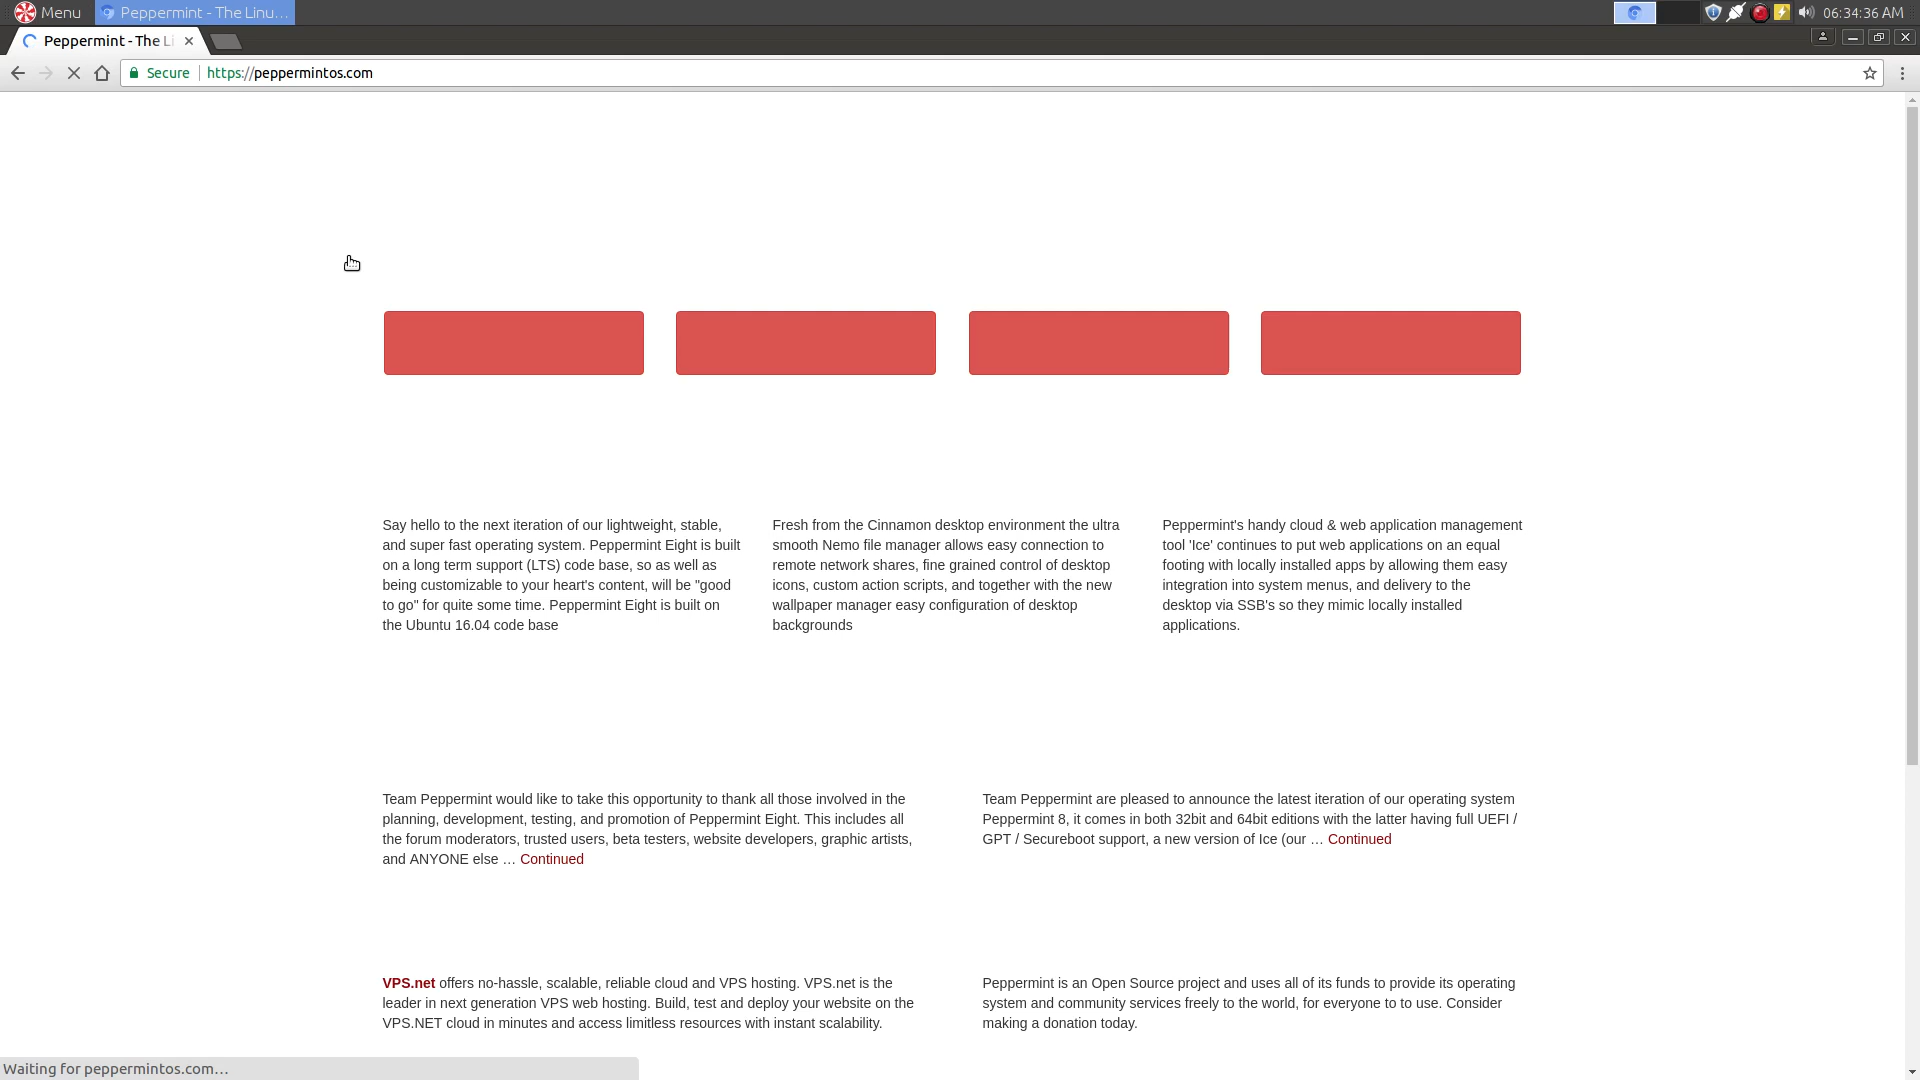 Menu
Peppermint - The Linu...
06:34:36 AM
Peppermint - The Li
Secure
https://peppermintos.com
Say hello to the next iteration of our lightweight, stable,
and super fast operating system. Peppermint Eight is built
on a long term support (LTS) code base, so as well as
being customizable to your heart's content, will be "good
to go" for quite some time. Peppermint Eight is built on
the Ubuntu 16.04 code base
Fresh from the Cinnamon desktop environment the ultra
smooth Nemo file manager allows easy connection to
remote network shares, fine grained control of desktop
icons, custom action scripts, and together with the new
wallpaper manager easy configuration of desktop
backgrounds
Peppermint's handy cloud & web application management
tool 'Ice' continues to put web applications on an equal
footing with locally installed apps by allowing them easy
integration into system menus, and delivery to the
desktop via SSB's so they mimic locally installed
applications.
Team Peppermint would like to take this opportunity to thank all those involved in the
planning, development, testing, and promotion of Peppermint Eight. This includes all
the forum moderators, trusted users, beta testers, website developers, graphic artists,
and ANYONE else … Continued
Team Peppermint are pleased to announce the latest iteration of our operating system
Peppermint 8, it comes in both 32bit and 64bit editions with the latter having full UEFI /
GPT / Secureboot support, a new version of Ice (our … Continued
VPS.net offers no-hassle, scalable, reliable cloud and VPS hosting. VPS.net is the
leader in next generation VPS web hosting. Build, test and deploy your website on the
VPS.NET cloud in minutes and access limitless resources with instant scalability.
Peppermint is an Open Source project and uses all of its funds to provide its operating
system and community services freely to the world, for everyone to to use. Consider
making a donation today.
Waiting for peppermintos.com…